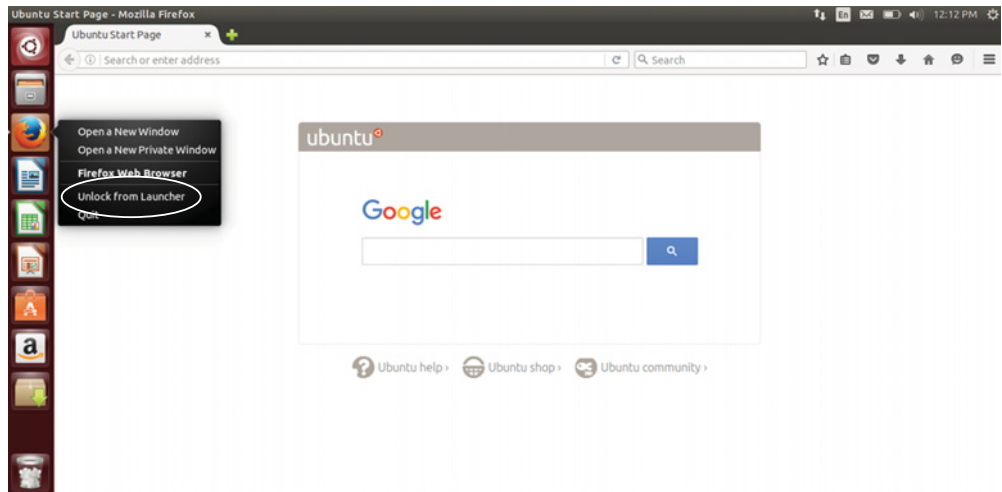 Ubuntu Start Page - Mozilla Firefox
En
12:12 PM
Ubuntu Start Page
Search or enter address
Search
Open a New Window
Open a New Private Window
Firefox Web Browser
Unlock from Launcher
Quit
ubuntu
Google
A
a
Ubuntu help ›
Ubuntu shop ›
Ubuntu community ›